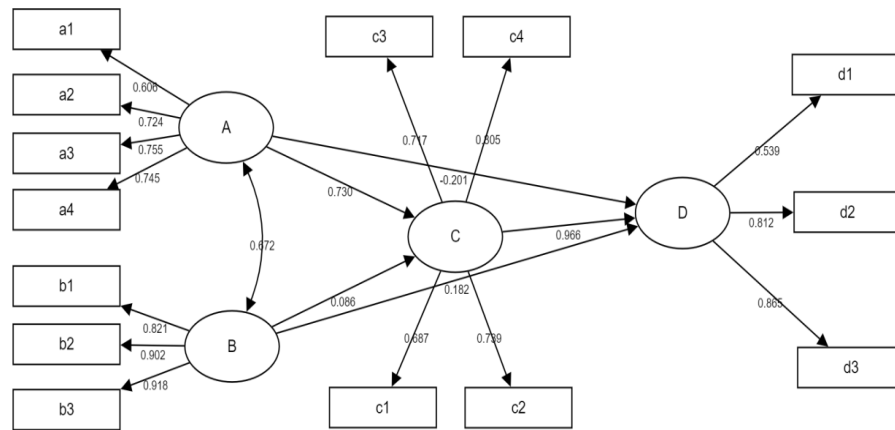 a1
c3
c4
d1
0.606
a2
0.724
A
a3
0.755
0.717
0.805
0.539
a4
0.745
0.730
-0.201
D
0.812
d2
C
0.966
0.672
b1
0.821
0.086
0.182
b2
0.902
B
0.687
0.739
0.865
b3
0.918
c1
c2
d3